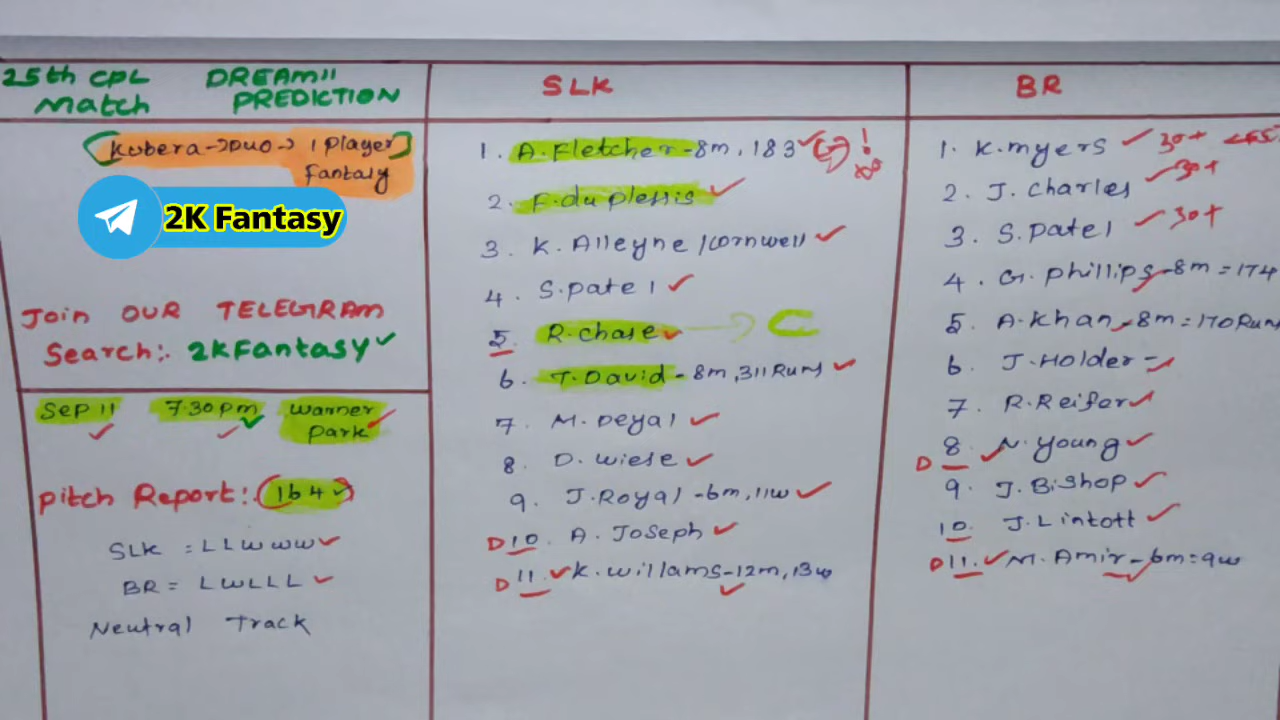 25th CPL DREAM11
Match PREDICTION
Kubera->Duo-> 1 Player
Fantasy
2K Fantasy
Join OUR TELEGRAM
Search:. 2KFantasy
Sep 11 7.30pm Warner
Park
Pitch Report: 164
SLK = LLWWW
BR = LWLLL
Neutral Track
SLK
1. A. Fletcher - 8m, 183
2. F. du plessis
3. K. Alleyne / Cornwell
4. S. Patel
5. R. chase -> C
6. T. David - 8m, 311 Runs
7. M. Deyal
8. D. wiese
9. J. Royal - 6m, 11w
D 10. A. Joseph
D 11. K. willams - 12m, 13w
BR
1. K. myers 30+
2. J. Charles 30+
3. S. Patel 30+
4. G. Phillips - 8m = 174
5. A. Khan - 8m = 170 Runs
6. J. Holder -
7. R. Reifer
D 8. N. Young
9. J. Bishop
10. J. Lintott
D 11. M. Amir - 6m = 9w